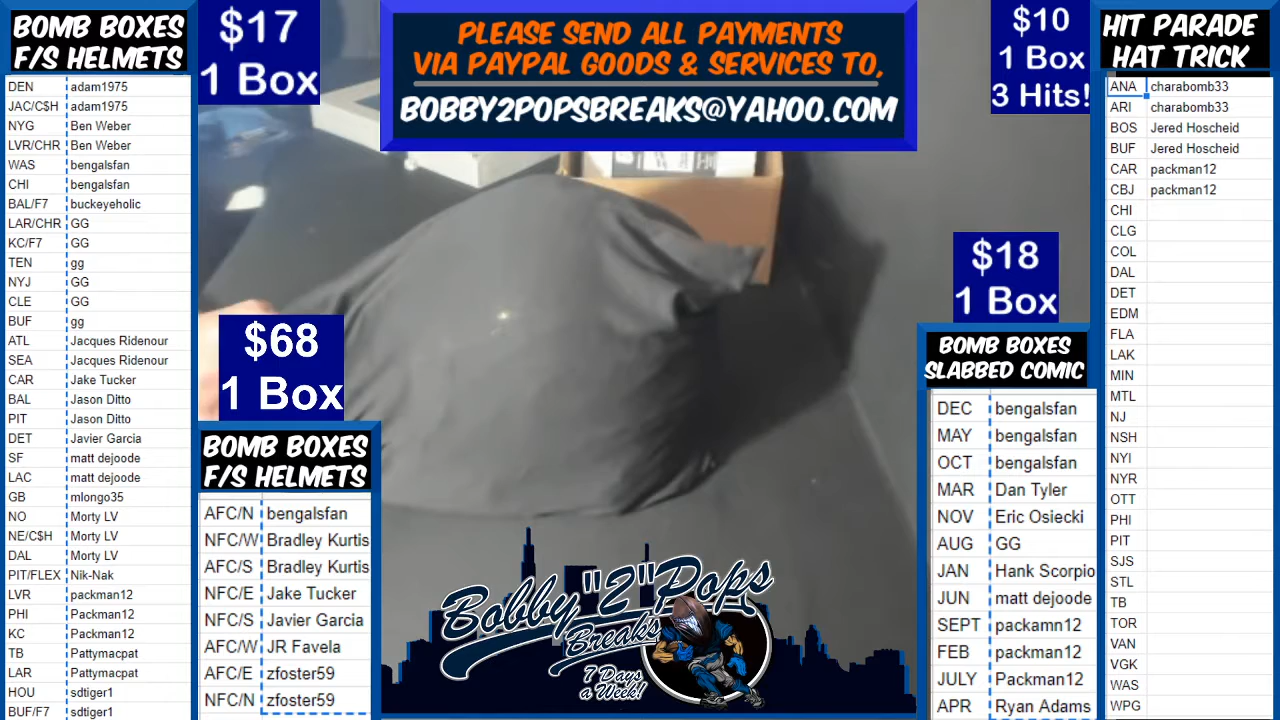 BOMB BOXES
F/S HELMETS
DEN adam1975
JAC/C$H adam1975
NYG Ben Weber
LVR/CHR Ben Weber
WAS bengalsfan
CHI bengalsfan
BAL/F7 buckeyeholic
LAR/CHR GG
KC/F7 GG
TEN gg
NYJ GG
CLE GG
BUF gg
ATL Jacques Ridenour
SEA Jacques Ridenour
CAR Jake Tucker
BAL Jason Ditto
PIT Jason Ditto
DET Javier Garcia
SF matt dejoode
LAC matt dejoode
GB mlongo35
NO Morty LV
NE/C$H Morty LV
DAL Morty LV
PIT/FLEX Nik-Nak
LVR packman12
PHI Packman12
KC Packman12
TB Pattymacpat
LAR Pattymacpat
HOU sdtiger1
BUF/F7 sdtiger1
$17
1 Box
$68
1 Box
BOMB BOXES
F/S HELMETS
AFC/N bengalsfan
NFC/W Bradley Kurtis
AFC/S Bradley Kurtis
NFC/E Jake Tucker
NFC/S Javier Garcia
AFC/W JR Favela
AFC/E zfoster59
NFC/N zfoster59
PLEASE SEND ALL PAYMENTS
VIA PAYPAL GOODS & SERVICES TO,
BOBBY2POPSBREAKS@YAHOO.COM
Bobby "2" Pops
Breaks
7 Days
a Week!
$10
1 Box
3 Hits!
$18
1 Box
BOMB BOXES
SLABBED COMIC
DEC bengalsfan
MAY bengalsfan
OCT bengalsfan
MAR Dan Tyler
NOV Eric Osiecki
AUG GG
JAN Hank Scorpio
JUN matt dejoode
SEPT packamn12
FEB packman12
JULY Packman12
APR Ryan Adams
HIT PARADE
HAT TRICK
ANA charabomb33
ARI charabomb33
BOS Jered Hoscheid
BUF Jered Hoscheid
CAR packman12
CBJ packman12
CHI
CLG
COL
DAL
DET
EDM
FLA
LAK
MIN
MTL
NJ
NSH
NYI
NYR
OTT
PHI
PIT
SJS
STL
TB
TOR
VAN
VGK
WAS
WPG